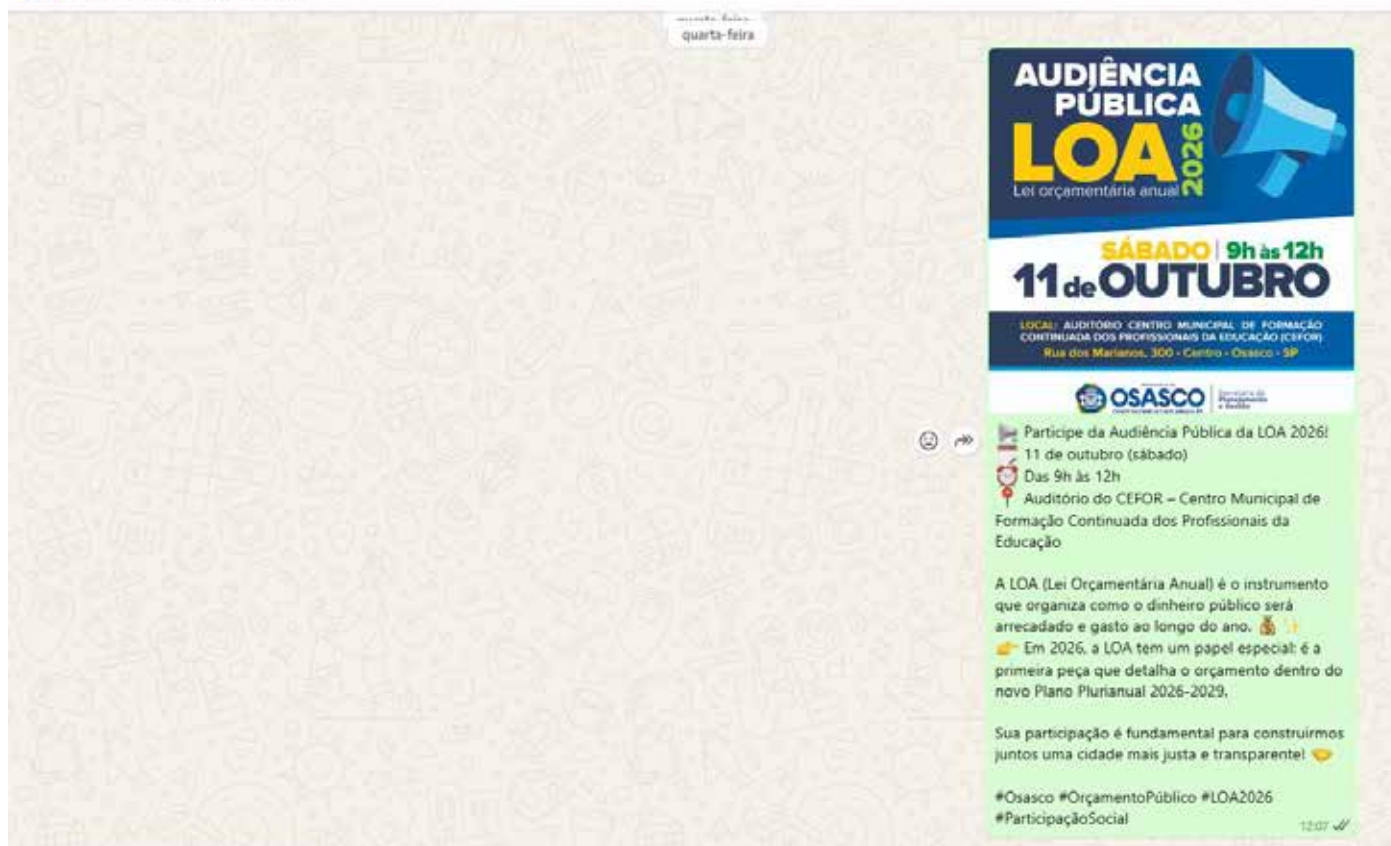 quarta-feira
quarta-feira
AUDIÊNCIA
PÚBLICA
LOA 2026
Lei orçamentária anual
SÁBADO | 9h às 12h
11 de OUTUBRO
LOCAL: AUDITÓRIO CENTRO MUNICIPAL DE FORMAÇÃO
CONTINUADA DOS PROFISSIONAIS DA EDUCAÇÃO (CEFOR)
Rua dos Marianos, 300 - Centro - Osasco - SP
OSASCO
Secretaria de
Planejamento
e Gestão
Participe da Audiência Pública da LOA 2026!
11 de outubro (sábado)
Das 9h às 12h
Auditório do CEFOR – Centro Municipal de
Formação Continuada dos Profissionais da
Educação
A LOA (Lei Orçamentária Anual) é o instrumento
que organiza como o dinheiro público será
arrecadado e gasto ao longo do ano. 💰 ✨
👉 Em 2026, a LOA tem um papel especial: é a
primeira peça que detalha o orçamento dentro do
novo Plano Plurianual 2026-2029.
Sua participação é fundamental para construirmos
juntos uma cidade mais justa e transparente! 🤝
#Osasco #OrçamentoPúblico #LOA2026
#ParticipaçãoSocial
12:07